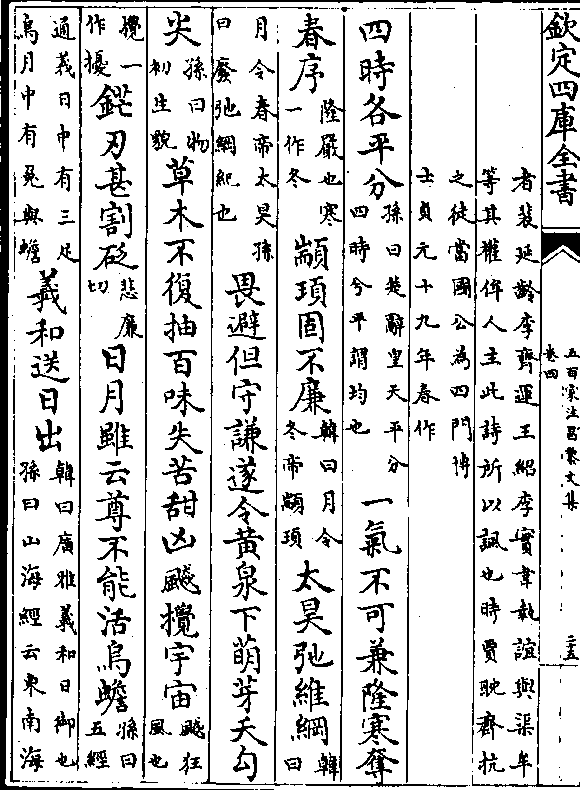 欽定四庫全書
五百家注昌黎文集
卷四
二五
者裴延齡李齊運王紹李實韋執誼與渠牟
等其權侔人主此詩所以諷也時賈耽齊抗
之徒當國公為四門博
士貞元十九年春作
四時各平分
孫曰楚辭皇天平分
四時兮平謂均也
一氣不可兼隆寒奪
春序
隆嚴也寒
一作冬
顓頊固不廉
韓曰月令
冬帝顓頊
太昊弛維綱
韓
曰
月令春帝太昊孫
曰廢弛綱紀也
畏避但守謙遂令黃泉下萌芽夭勾
尖
孫曰物
初生貌
草木不復抽百味失苦甜凶飈攪宇宙
飈狂
風也
攪一
作擾
鋩刃甚割砭
悲廉
切
日月雖云尊不能活烏蟾
孫曰
五經
通義日中有三足
烏月中有兔與蟾
羲和送日出
韓曰廣雅羲和日御也
孫曰山海經云東南海